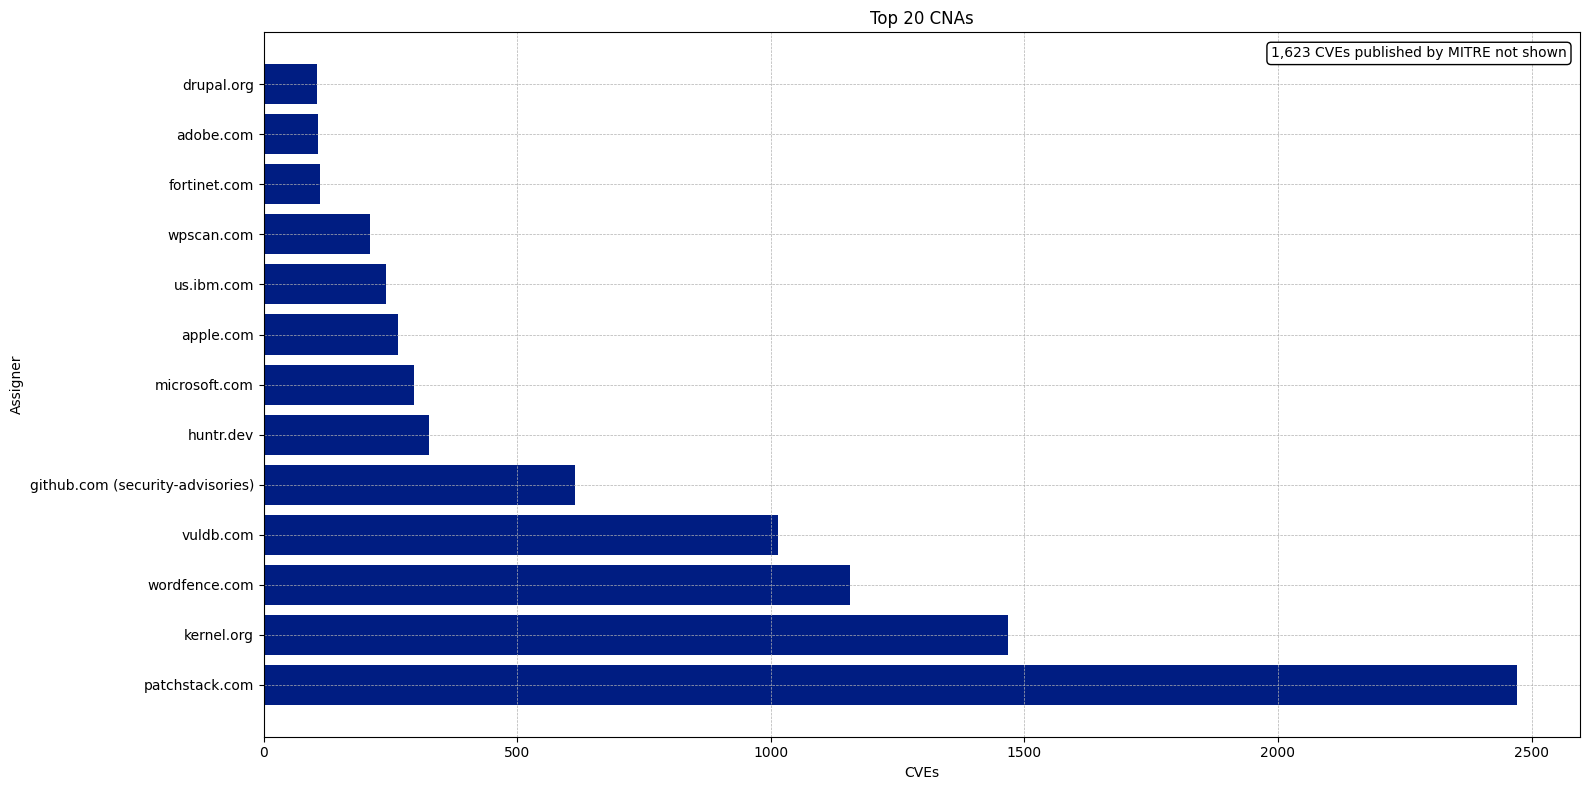 Top 20 CNAs
1,623 CVEs published by MITRE not shown
drupal.org
adobe.com
fortinet.com
wpscan.com
us.ibm.com
apple.com
microsoft.com
huntr.dev
github.com (security-advisories)
vuldb.com
wordfence.com
kernel.org
patchstack.com
Assigner
0 500 1000 1500 2000 2500
CVEs